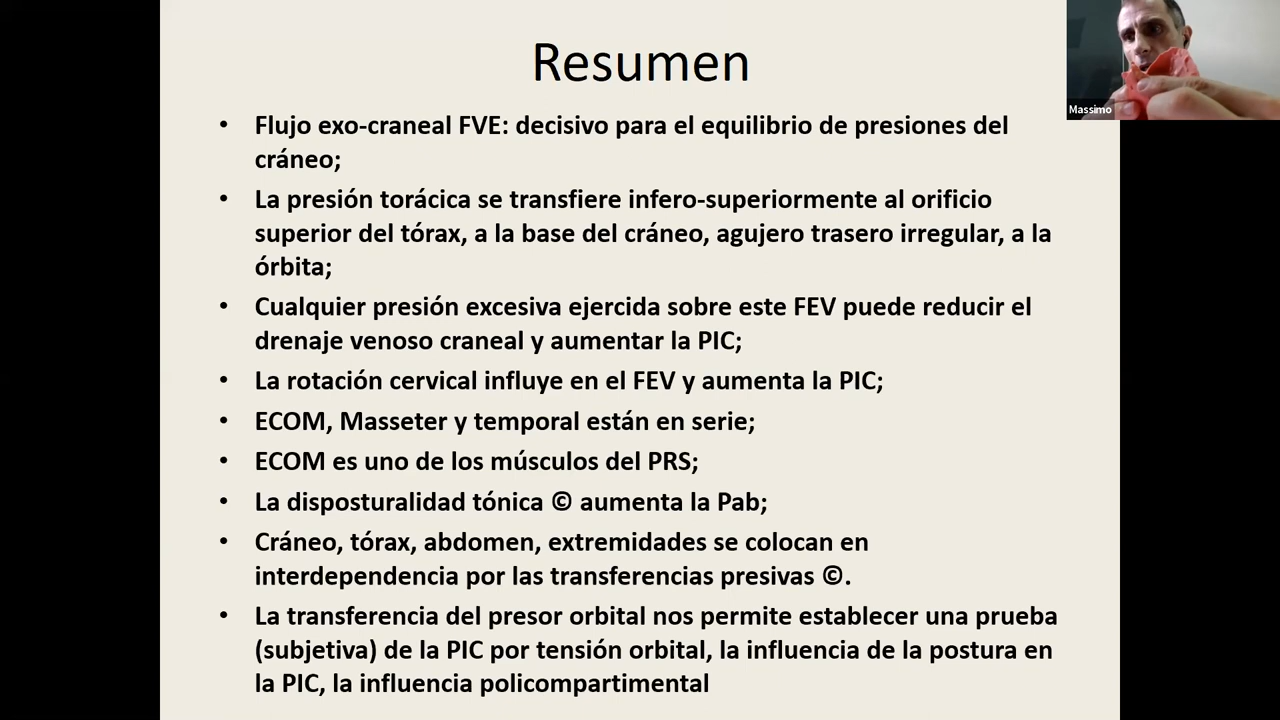 Resumen
Massimo
• Flujo exo-craneal FVE: decisivo para el equilibrio de presiones del
cráneo;
• La presión torácica se transfiere infero-superiormente al orificio
superior del tórax, a la base del cráneo, agujero trasero irregular, a la
órbita;
• Cualquier presión excesiva ejercida sobre este FEV puede reducir el
drenaje venoso craneal y aumentar la PIC;
• La rotación cervical influye en el FEV y aumenta la PIC;
• ECOM, Masseter y temporal están en serie;
• ECOM es uno de los músculos del PRS;
• La disposturalidad tónica © aumenta la Pab;
• Cráneo, tórax, abdomen, extremidades se colocan en
interdependencia por las transferencias presivas ©.
• La transferencia del presor orbital nos permite establecer una prueba
(subjetiva) de la PIC por tensión orbital, la influencia de la postura en
la PIC, la influencia policompartimental